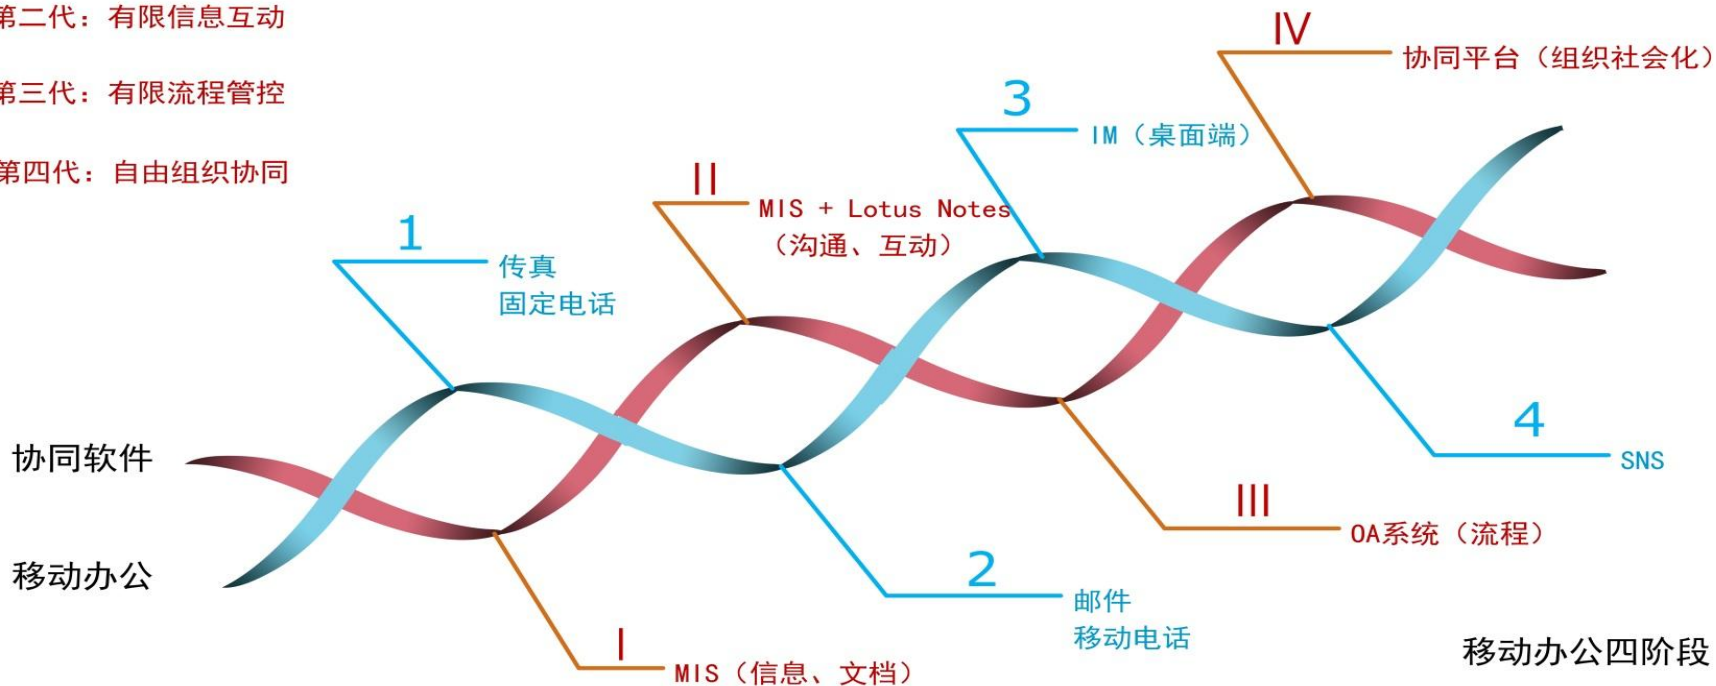 第二代：有限信息互动
第三代：有限流程管控
第四代：自由组织协同
IV
协同平台（组织社会化）
3
IM（桌面端）
II
MIS + Lotus Notes
（沟通、互动）
1
传真
固定电话
协同软件
移动办公
4
SNS
III
OA系统（流程）
2
邮件
移动电话
I
MIS（信息、文档）
移动办公四阶段